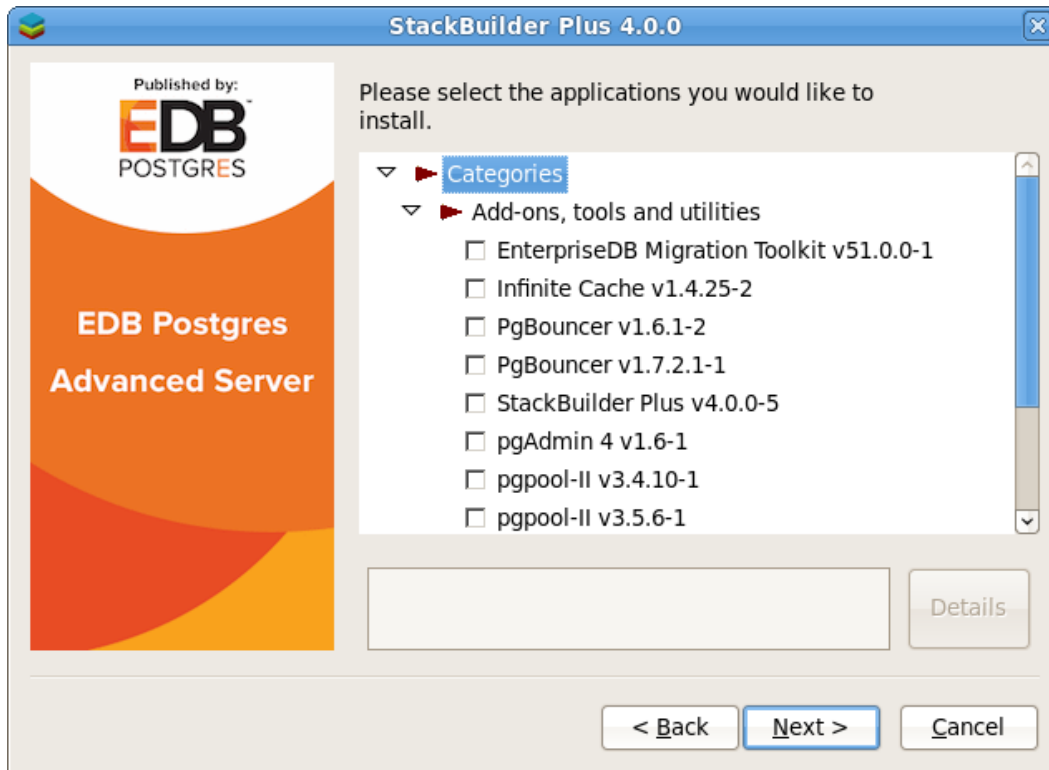 StackBuilder Plus 4.0.0
Published by:
EDB™
POSTGRES
EDB Postgres
Advanced Server
Please select the applications you would like to
install.
Categories
Add-ons, tools and utilities
EnterpriseDB Migration Toolkit v51.0.0-1
Infinite Cache v1.4.25-2
PgBouncer v1.6.1-2
PgBouncer v1.7.2.1-1
StackBuilder Plus v4.0.0-5
pgAdmin 4 v1.6-1
pgpool-II v3.4.10-1
pgpool-II v3.5.6-1
Details
< Back
Next >
Cancel